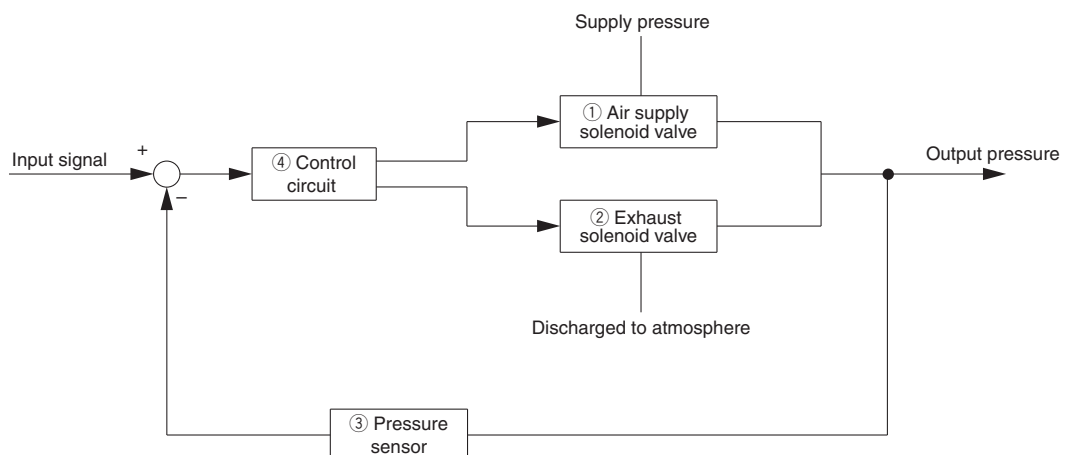 Supply pressure
① Air supply
solenoid valve
Input signal
+
−
④ Control
circuit
Output pressure
② Exhaust
solenoid valve
Discharged to atmosphere
③ Pressure
sensor